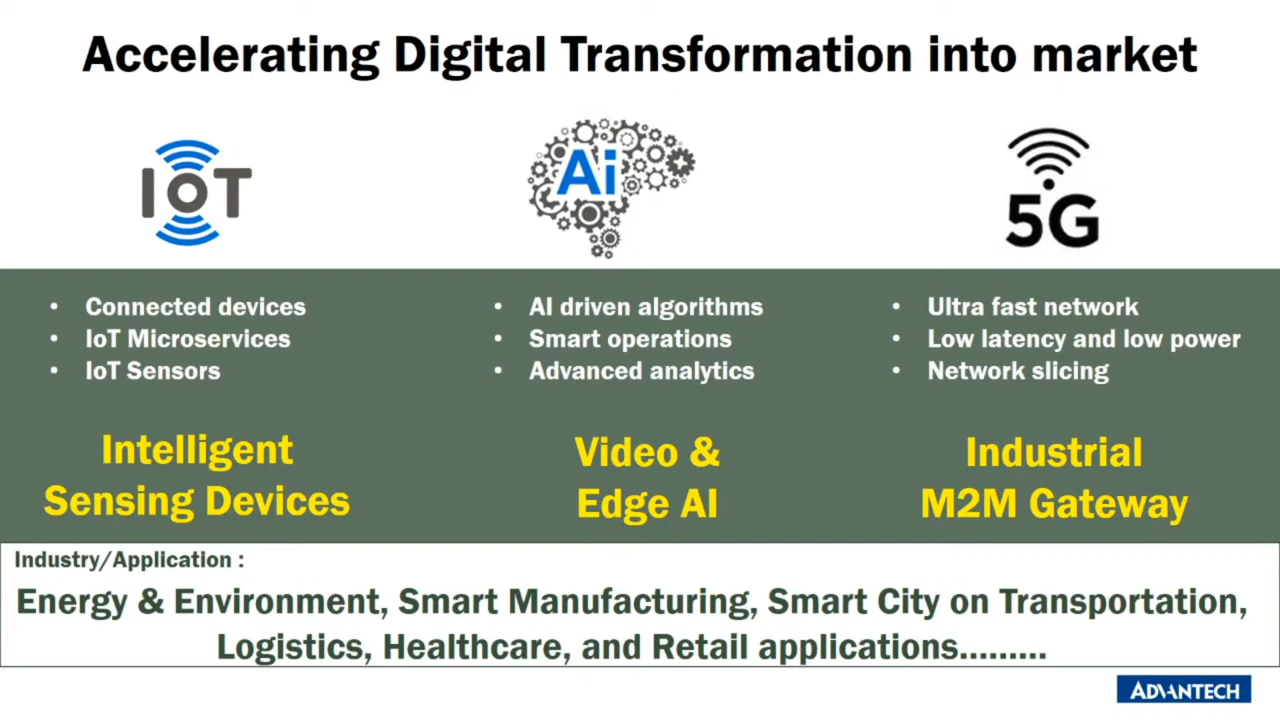 Accelerating Digital Transformation into market
IoT
Ai
5G
• Connected devices
• IoT Microservices
• IoT Sensors
• AI driven algorithms
• Smart operations
• Advanced analytics
• Ultra fast network
• Low latency and low power
• Network slicing
Intelligent
Sensing Devices
Video &
Edge AI
Industrial
M2M Gateway
Industry/Application :
Energy & Environment, Smart Manufacturing, Smart City on Transportation,
Logistics, Healthcare, and Retail applications.........
ADVANTECH